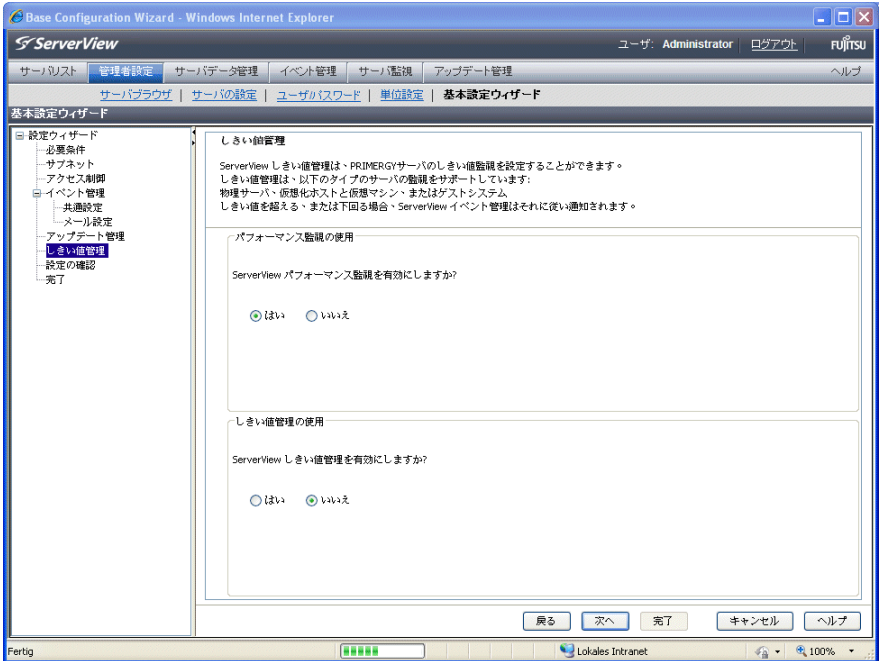 Base Configuration Wizard - Windows Internet Explorer
ServerView
ユーザ: Administrator ログアウト FUJITSU
サーバリスト 管理者設定 サーバデータ管理 イベント管理 サーバ監視 アップデート管理 ヘルプ
サーバブラウザ | サーバの設定 | ユーザ/パスワード | 単位設定 | 基本設定ウィザード
基本設定ウィザード
設定ウィザード
必要条件
サブネット
アクセス制御
イベント管理
共通設定
メール設定
アップデート管理
しきい値管理
設定の確認
完了
しきい値管理
ServerView しきい値管理は、PRIMERGYサーバのしきい値監視を設定することができます。
しきい値管理は、以下のタイプのサーバの監視をサポートしています:
物理サーバ、仮想化ホストと仮想マシン、またはゲストシステム
しきい値を超える、または下回る場合、ServerView イベント管理はそれに従い通知されます。
パフォーマンス監視の使用
ServerView パフォーマンス監視を有効にしますか?
はい いいえ
しきい値管理の使用
ServerView しきい値管理を有効にしますか?
はい いいえ
戻る 次へ 完了 キャンセル ヘルプ
Fertig Lokales Intranet 100%